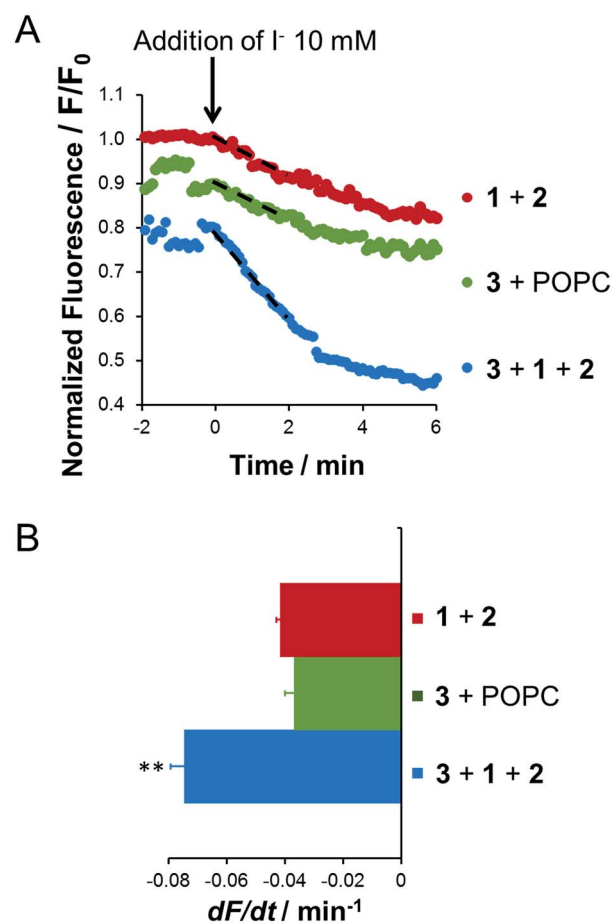 A
Addition of I⁻ 10 mM
Normalized Fluorescence / F/F₀
1.1
1.0
0.9
0.8
0.7
0.6
0.5
0.4
-2
0
2
4
6
Time / min
1 + 2
3 + POPC
3 + 1 + 2
B
1 + 2
3 + POPC
3 + 1 + 2
**
-0.08
-0.06
-0.04
-0.02
0
dF/dt / min⁻¹